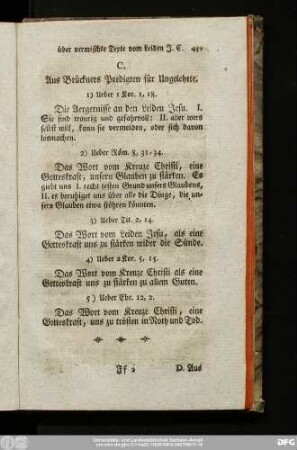 über vermischte Texte vom Leiden J. C. 451
C.
Aus Brückners Predigten für Ungelehrte.
1) Ueber 1 Kor. 1, 18.
Die Aergernisse an den Leiden Jesu. I.
Sie sind traurig und gefahrvoll: II. aber wers
selbst will, kann sie vermeiden, oder sich davon
losmachen.
2) Ueber Röm. 8, 31-34.
Das Wort vom Kreuze Christi, eine
Gotteskraft, unsern Glauben zu stärken. Es
giebt uns I. recht festen Grund unsers Glaubens,
II. es beruhiget uns über alle die Dinge, die un-
sern Glauben etwa stöhren könnten.
3) Ueber Tit. 2, 14.
Das Wort vom Leiden Jesu, als eine
Gotteskraft uns zu stärken wider die Sünde.
4) Ueber 2 Kor. 5, 15.
Das Wort vom Kreuze Christi als eine
Gotteskraft uns zu stärken zu allem Guten.
5) Ueber Ebr. 12, 2.
Das Wort vom Kreuze Christi, eine
Gotteskraft, uns zu trösten in Noth und Tod.
Ff 2 D. Aus
Universitäts- und Landesbibliothek Sachsen-Anhalt
DFG